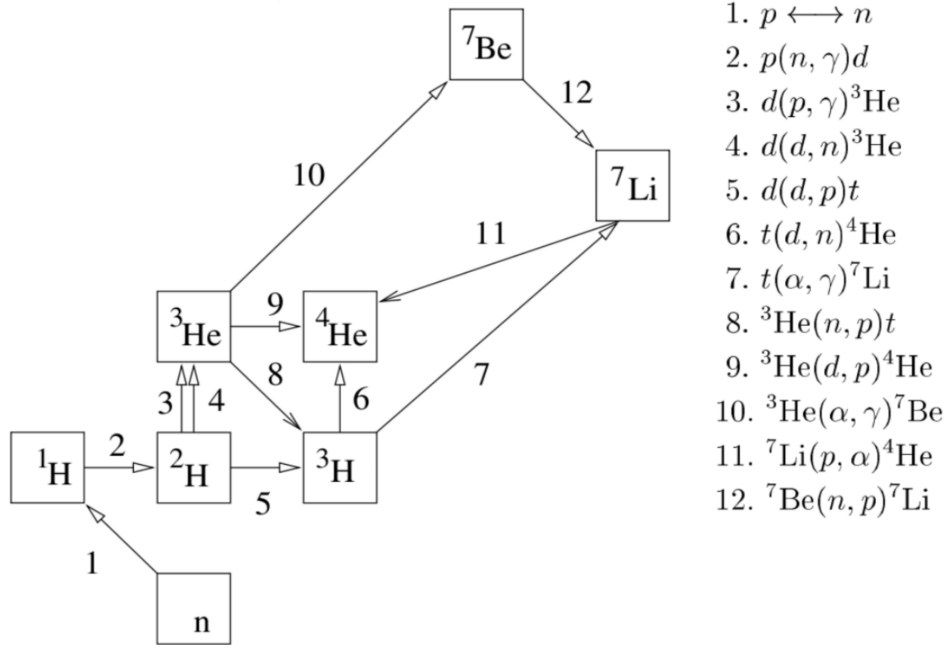 ⁷Be
12
10
⁷Li
11
³He
9
⁴He
8
7
3
4
6
¹H
2
²H
5
³H
1
n
1. p ⟷ n
2. p(n, γ)d
3. d(p, γ)³He
4. d(d, n)³He
5. d(d, p)t
6. t(d, n)⁴He
7. t(α, γ)⁷Li
8. ³He(n, p)t
9. ³He(d, p)⁴He
10. ³He(α, γ)⁷Be
11. ⁷Li(p, α)⁴He
12. ⁷Be(n, p)⁷Li